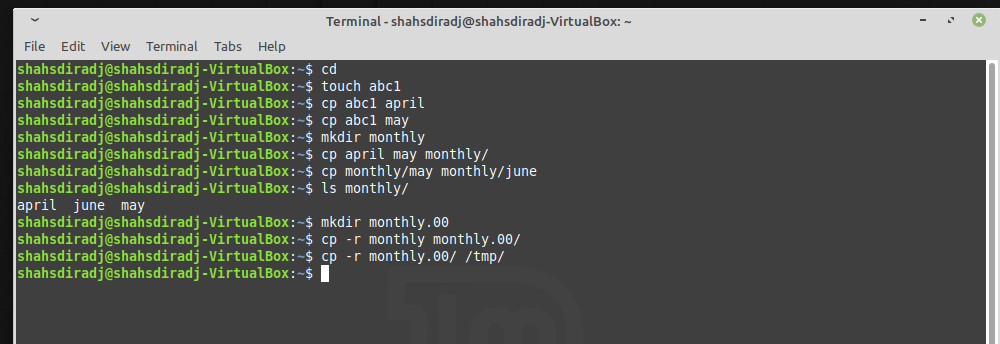 Terminal - shahsdiradj@shahsdiradj-VirtualBox: ~
File Edit View Terminal Tabs Help
shahsdiradj@shahsdiradj-VirtualBox:~$ cd
shahsdiradj@shahsdiradj-VirtualBox:~$ touch abc1
shahsdiradj@shahsdiradj-VirtualBox:~$ cp abc1 april
shahsdiradj@shahsdiradj-VirtualBox:~$ cp abc1 may
shahsdiradj@shahsdiradj-VirtualBox:~$ mkdir monthly
shahsdiradj@shahsdiradj-VirtualBox:~$ cp april may monthly/
shahsdiradj@shahsdiradj-VirtualBox:~$ cp monthly/may monthly/june
shahsdiradj@shahsdiradj-VirtualBox:~$ ls monthly/
april  june  may
shahsdiradj@shahsdiradj-VirtualBox:~$ mkdir monthly.00
shahsdiradj@shahsdiradj-VirtualBox:~$ cp -r monthly monthly.00/
shahsdiradj@shahsdiradj-VirtualBox:~$ cp -r monthly.00/ /tmp/
shahsdiradj@shahsdiradj-VirtualBox:~$